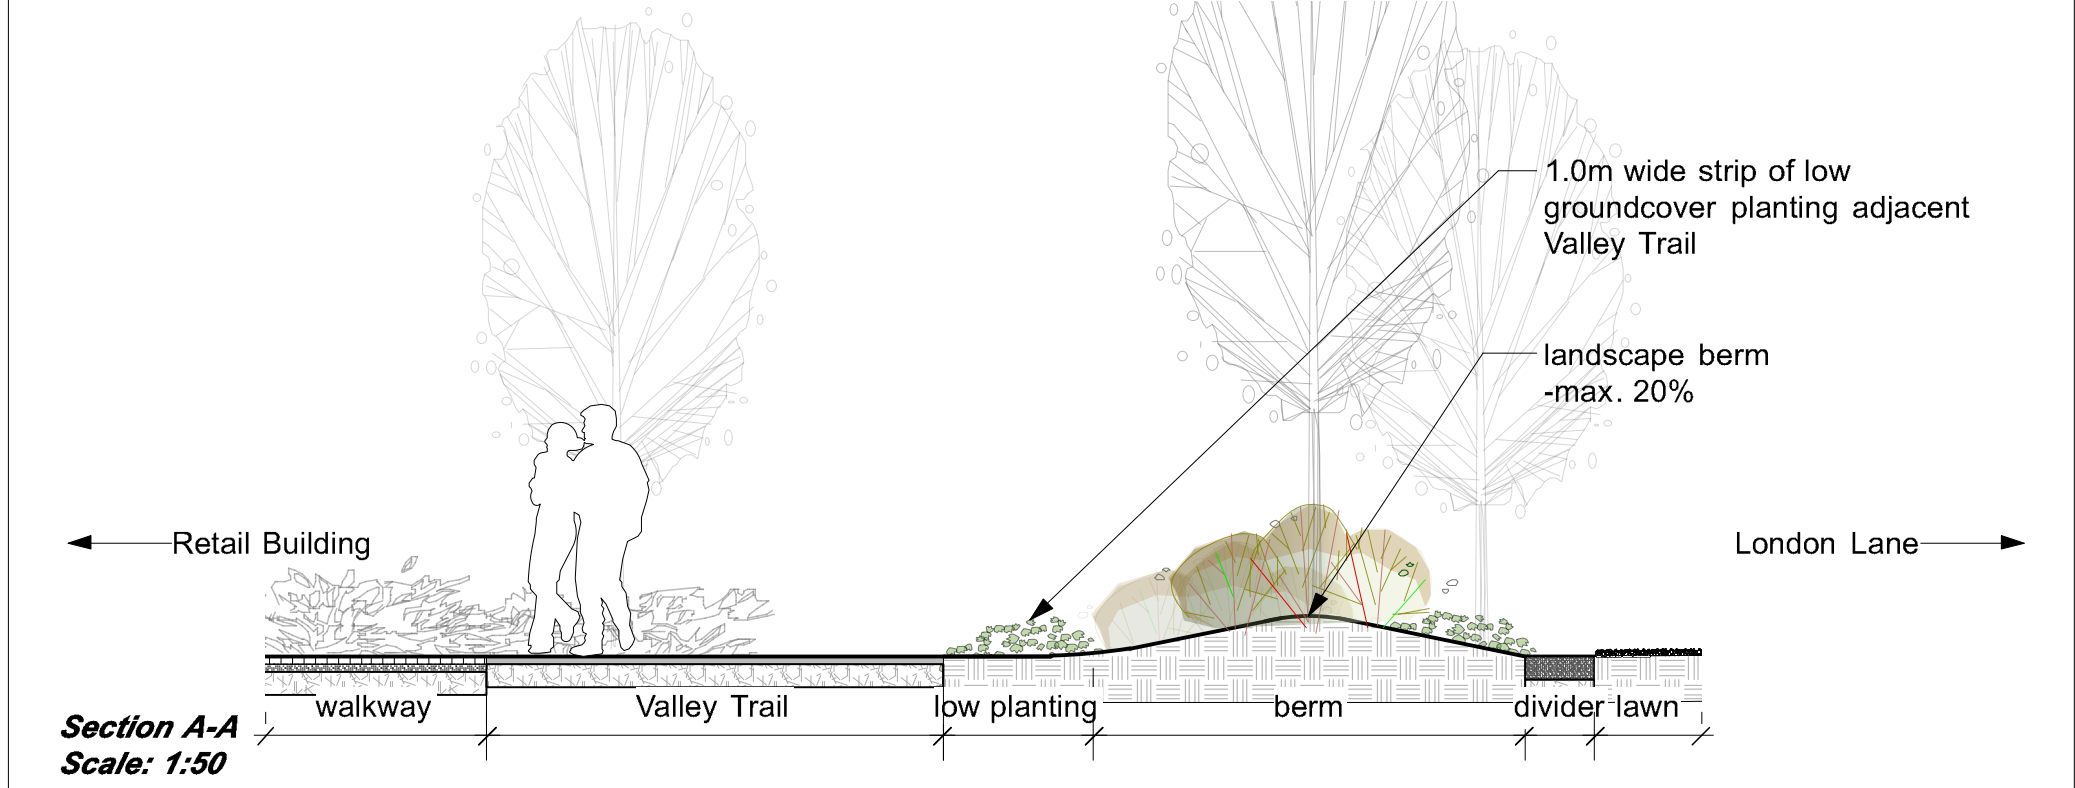 1.0m wide strip of low
groundcover planting adjacent
Valley Trail
landscape berm
-max. 20%
Retail Building
London Lane
walkway
Valley Trail
low planting
berm
divider
lawn
Section A-A
Scale: 1:50